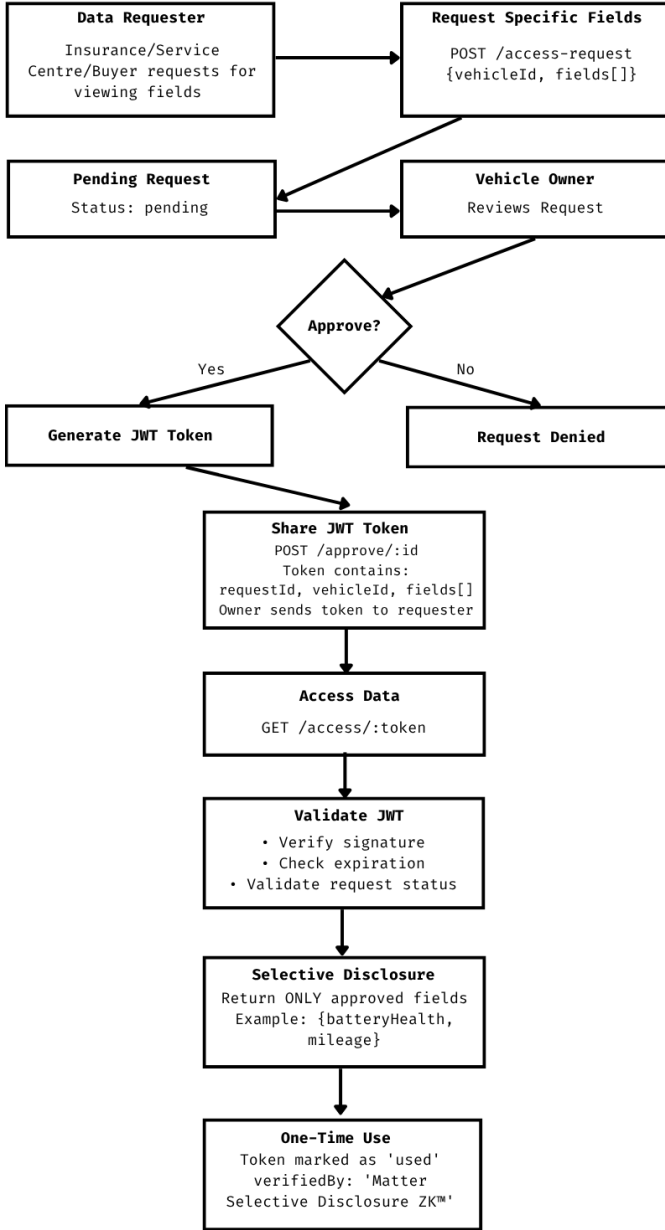 Data Requester
Insurance/Service
Centre/Buyer requests for
viewing fields
Request Specific Fields
POST /access-request
{vehicleId, fields[]}
Pending Request
Status: pending
Vehicle Owner
Reviews Request
Approve?
Yes
No
Generate JWT Token
Request Denied
Share JWT Token
POST /approve/:id
Token contains:
requestId, vehicleId, fields[]
Owner sends token to requester
Access Data
GET /access/:token
Validate JWT
• Verify signature
• Check expiration
• Validate request status
Selective Disclosure
Return ONLY approved fields
Example: {batteryHealth,
mileage}
One-Time Use
Token marked as 'used'
verifiedBy: 'Matter
Selective Disclosure ZK™'